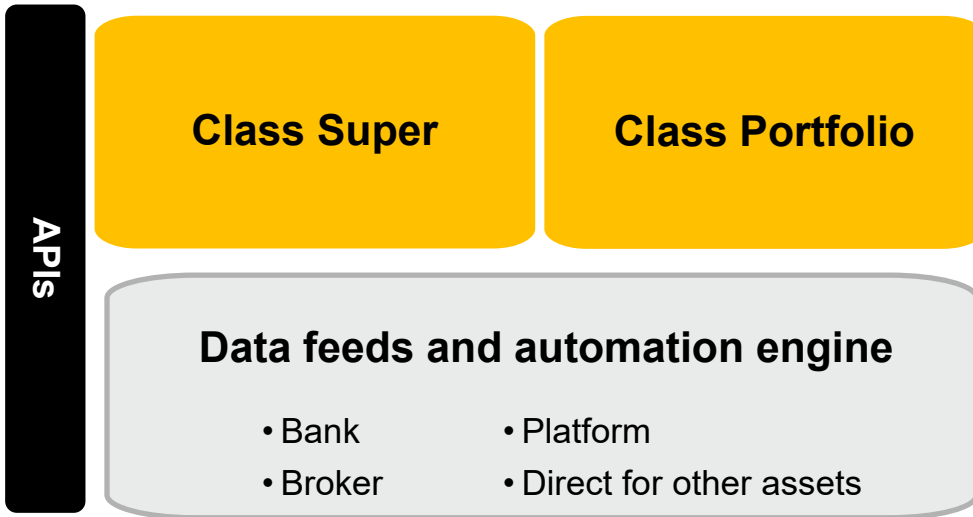 APIs
Class Super
Class Portfolio
Data feeds and automation engine
• Bank
• Platform
• Broker
• Direct for other assets